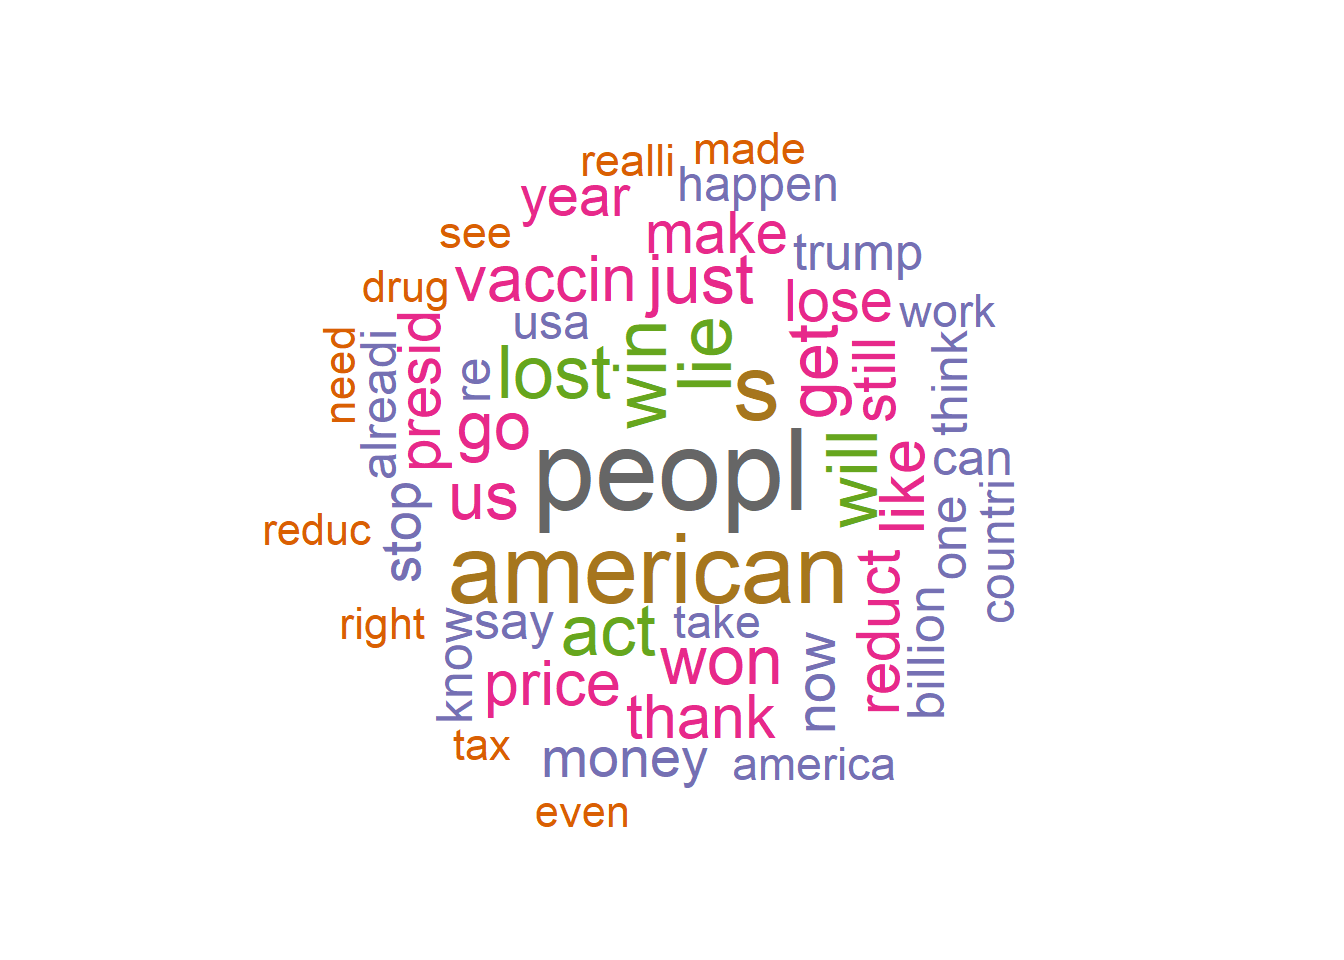 made
realli
happen
year
see
make
trump
vaccin
just
drug
lose
work
usa
need
alreadi
presid
re
lost
win
lie
s
get
still
think
go
peopl
will
like
can
us
stop
one
countri
reduc
american
reduct
billion
right
know
say
act
take
now
won
price
thank
tax
money
america
even